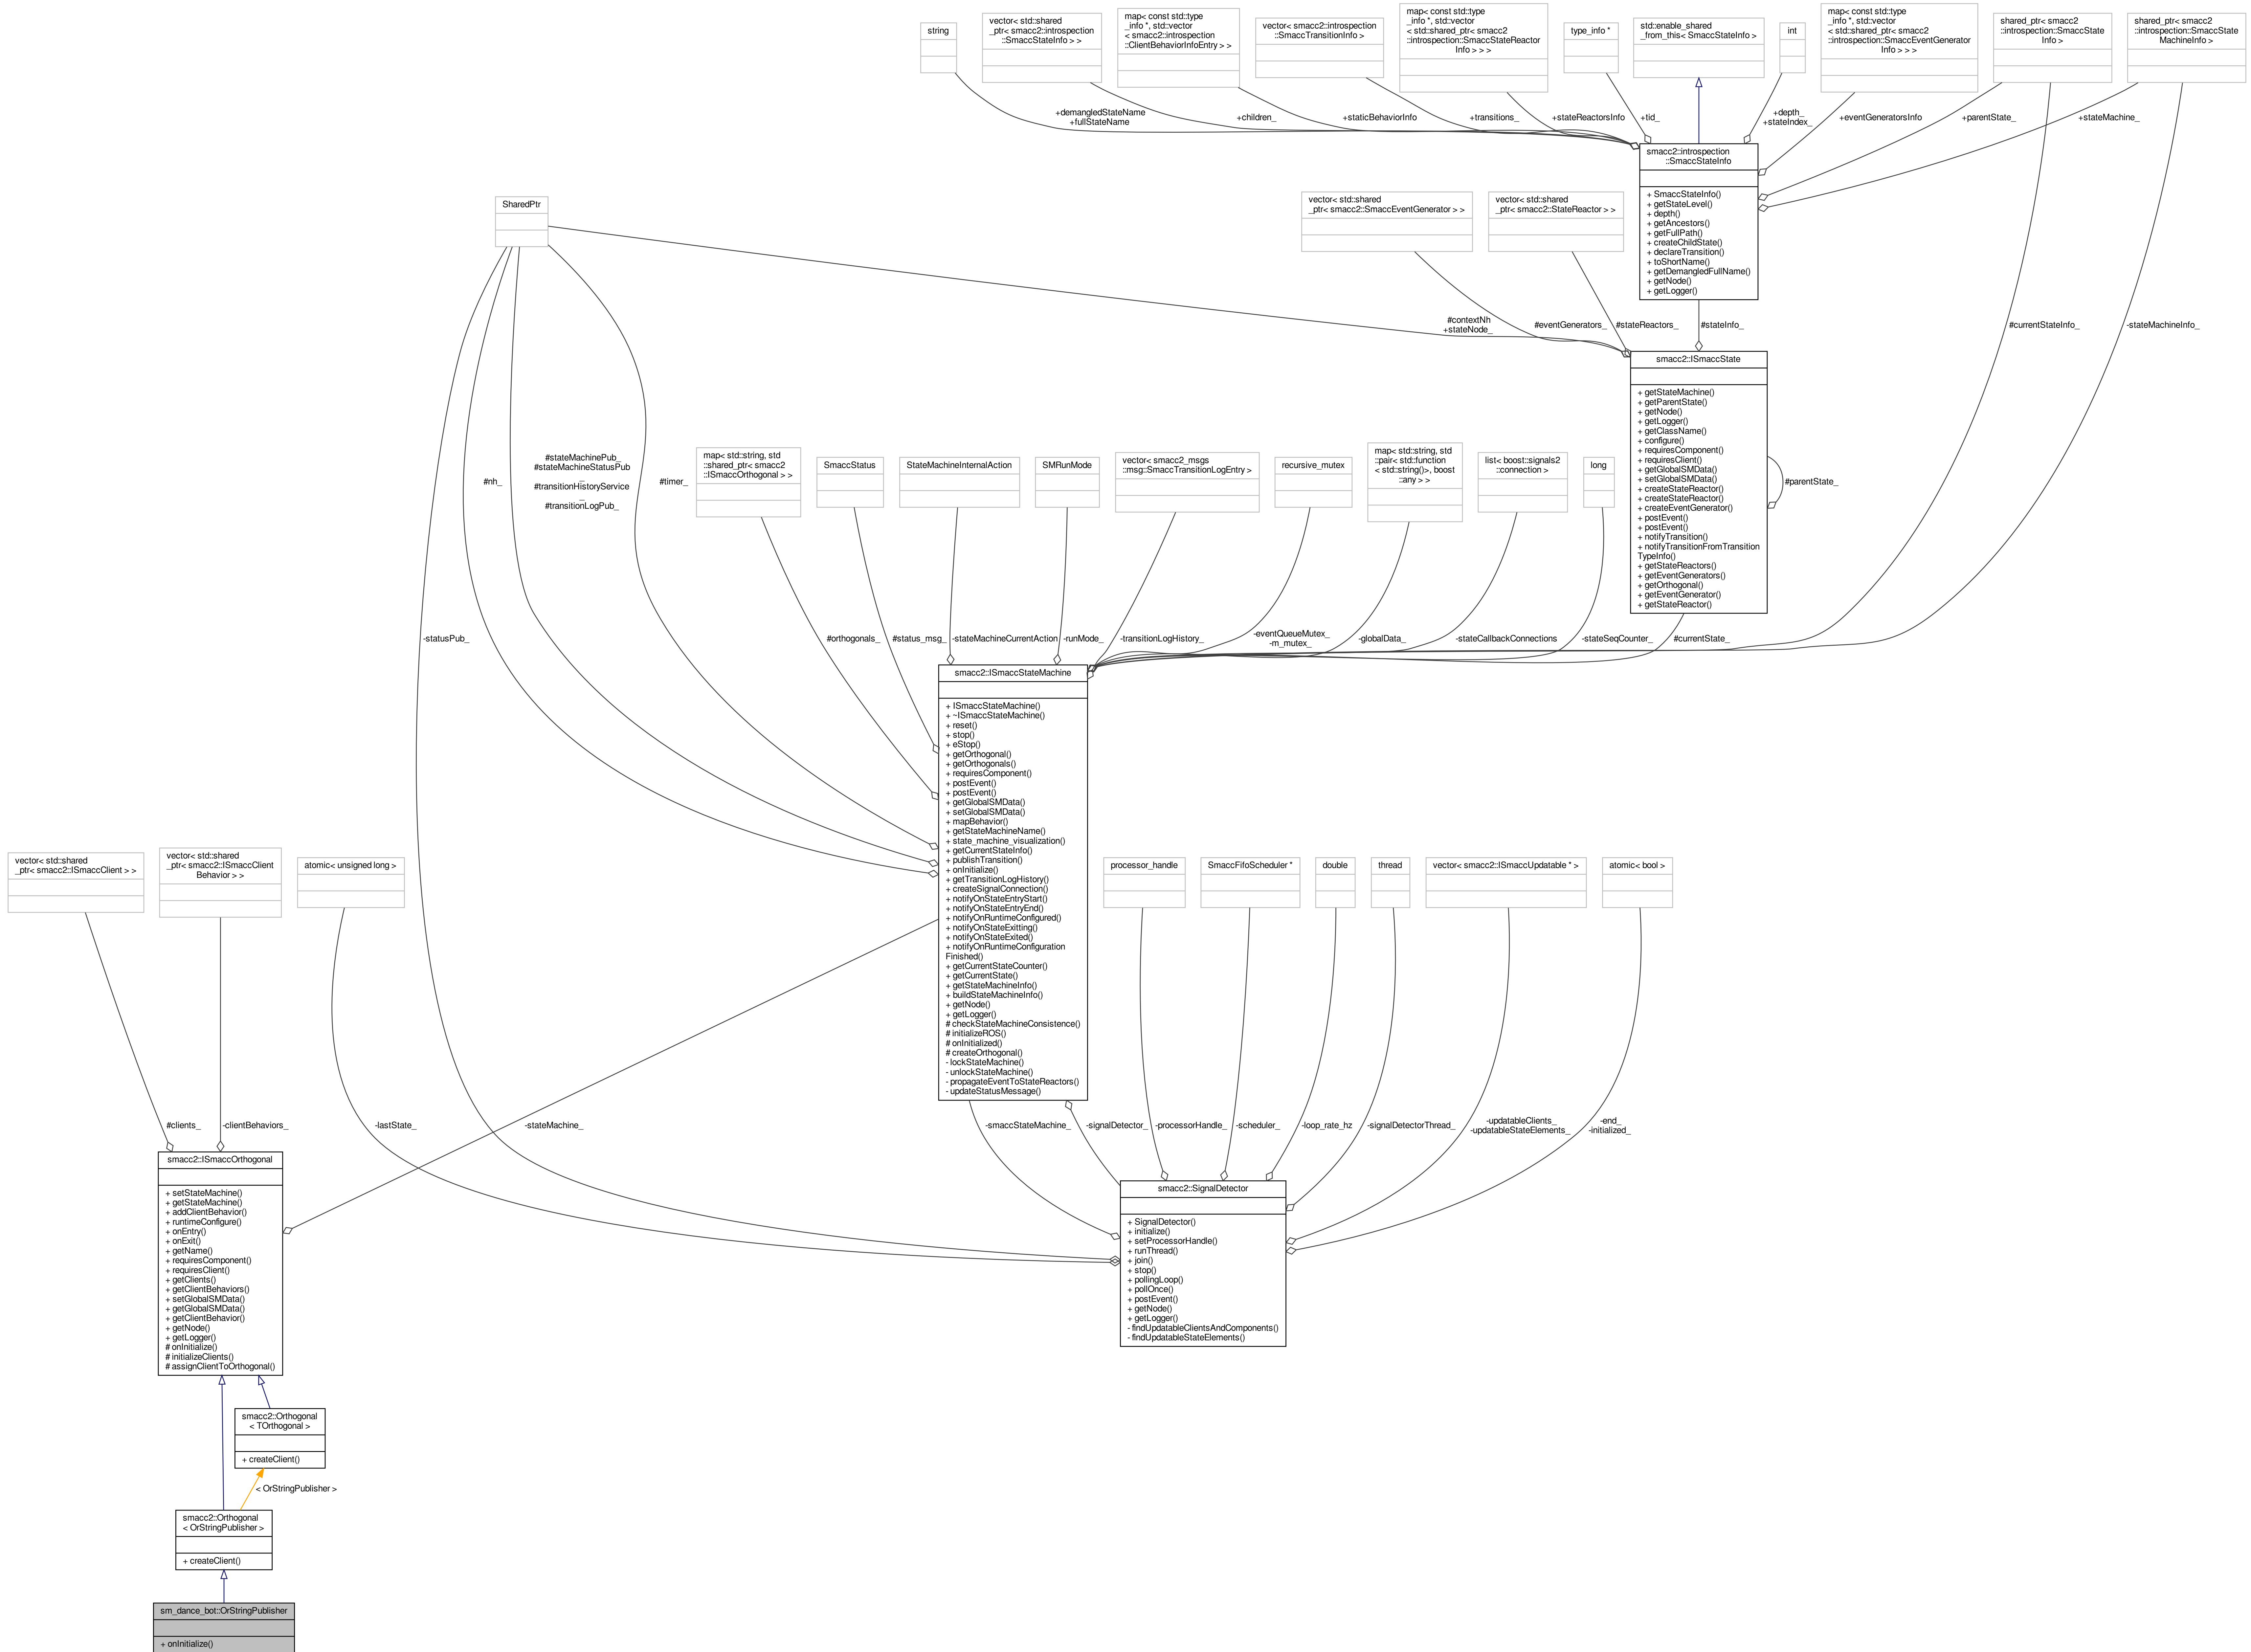 string
vector< std::shared
_ptr< smacc2::introspection
::SmaccStateInfo > >
map< const std::type
_info *, std::vector
< smacc2::introspection
::ClientBehaviorInfoEntry > >
vector< smacc2::introspection
::SmaccTransitionInfo >
map< const std::type
_info *, std::vector
< std::shared_ptr< smacc2
::introspection::SmaccStateReactor
Info > > >
type_info *
std::enable_shared
_from_this< SmaccStateInfo >
int
map< const std::type
_info *, std::vector
< std::shared_ptr< smacc2
::introspection::SmaccEventGenerator
Info > > >
shared_ptr< smacc2
::introspection::SmaccState
Info >
shared_ptr< smacc2
::introspection::SmaccState
MachineInfo >
+demangledStateName
+fullStateName
+children_
+staticBehaviorInfo
+transitions_
+stateReactorsInfo
+tid_
+depth_
+stateIndex_
+eventGeneratorsInfo
+parentState_
+stateMachine_
smacc2::introspection
::SmaccStateInfo
+ SmaccStateInfo()
+ getStateLevel()
+ depth()
+ getAncestors()
+ getFullPath()
+ createChildState()
+ declareTransition()
+ toShortName()
+ getDemangledFullName()
+ getNode()
+ getLogger()
SharedPtr
vector< std::shared
_ptr< smacc2::SmaccEventGenerator > >
vector< std::shared
_ptr< smacc2::StateReactor > >
#contextNh
+stateNode_
#eventGenerators_
#stateReactors_
#stateInfo_
#currentStateInfo_
-stateMachineInfo_
smacc2::ISmaccState
+ getStateMachine()
+ getParentState()
+ getNode()
+ getLogger()
+ getClassName()
+ configure()
+ requiresComponent()
+ requiresClient()
+ getGlobalSMData()
+ setGlobalSMData()
+ createStateReactor()
+ createStateReactor()
+ createEventGenerator()
+ postEvent()
+ postEvent()
+ notifyTransition()
+ notifyTransitionFromTransition
TypeInfo()
+ getStateReactors()
+ getEventGenerators()
+ getOrthogonal()
+ getEventGenerator()
+ getStateReactor()
#parentState_
#nh_
#stateMachinePub_
#stateMachineStatusPub
_
#transitionHistoryService
_
#transitionLogPub_
#timer_
map< std::string, std
::shared_ptr< smacc2
::ISmaccOrthogonal > >
SmaccStatus
StateMachineInternalAction
SMRunMode
vector< smacc2_msgs
::msg::SmaccTransitionLogEntry >
recursive_mutex
map< std::string, std
::pair< std::function
< std::string()>, boost
::any > >
list< boost::signals2
::connection >
long
-statusPub_
#orthogonals_
#status_msg_
-stateMachineCurrentAction
-runMode_
-transitionLogHistory_
-eventQueueMutex_
-m_mutex_
-globalData_
-stateCallbackConnections
-stateSeqCounter_
#currentState_
smacc2::ISmaccStateMachine
+ ISmaccStateMachine()
+ ~ISmaccStateMachine()
+ reset()
+ stop()
+ eStop()
+ getOrthogonal()
+ getOrthogonals()
+ requiresComponent()
+ postEvent()
+ postEvent()
+ getGlobalSMData()
+ setGlobalSMData()
+ mapBehavior()
+ getStateMachineName()
+ state_machine_visualization()
+ getCurrentStateInfo()
+ publishTransition()
+ onInitialize()
+ getTransitionLogHistory()
+ createSignalConnection()
+ notifyOnStateEntryStart()
+ notifyOnStateEntryEnd()
+ notifyOnRuntimeConfigured()
+ notifyOnStateExitting()
+ notifyOnStateExited()
+ notifyOnRuntimeConfiguration
Finished()
+ getCurrentStateCounter()
+ getCurrentState()
+ getStateMachineInfo()
+ buildStateMachineInfo()
+ getNode()
+ getLogger()
# checkStateMachineConsistence()
# initializeROS()
# onInitialized()
# createOrthogonal()
- lockStateMachine()
- unlockStateMachine()
- propagateEventToStateReactors()
- updateStatusMessage()
vector< std::shared
_ptr< smacc2::ISmaccClient > >
vector< std::shared
_ptr< smacc2::ISmaccClient
Behavior > >
atomic< unsigned long >
processor_handle
SmaccFifoScheduler *
double
thread
vector< smacc2::ISmaccUpdatable * >
atomic< bool >
#clients_
-clientBehaviors_
-lastState_
-stateMachine_
-smaccStateMachine_
-signalDetector_
-processorHandle_
-scheduler_
-loop_rate_hz
-signalDetectorThread_
-updatableClients_
-updatableStateElements_
-end_
-initialized_
smacc2::ISmaccOrthogonal
+ setStateMachine()
+ getStateMachine()
+ addClientBehavior()
+ runtimeConfigure()
+ onEntry()
+ onExit()
+ getName()
+ requiresComponent()
+ requiresClient()
+ getClients()
+ getClientBehaviors()
+ setGlobalSMData()
+ getGlobalSMData()
+ getClientBehavior()
+ getNode()
+ getLogger()
# onInitialize()
# initializeClients()
# assignClientToOrthogonal()
smacc2::SignalDetector
+ SignalDetector()
+ initialize()
+ setProcessorHandle()
+ runThread()
+ join()
+ stop()
+ pollingLoop()
+ pollOnce()
+ postEvent()
+ getNode()
+ getLogger()
- findUpdatableClientsAndComponents()
- findUpdatableStateElements()
smacc2::Orthogonal
< TOrthogonal >
+ createClient()
< OrStringPublisher >
smacc2::Orthogonal
< OrStringPublisher >
+ createClient()
sm_dance_bot::OrStringPublisher
+ onInitialize()